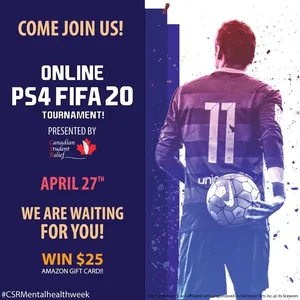 COME JOIN US!
ONLINE
PS4 FIFA 20
TOURNAMENT!
PRESENTED BY
Canadian
Student
Relief
APRIL 27TH
WE ARE WAITING
FOR YOU!
WIN $25
AMAZON GIFT CARD!!
#CSRMentalhealthweek
11
unic